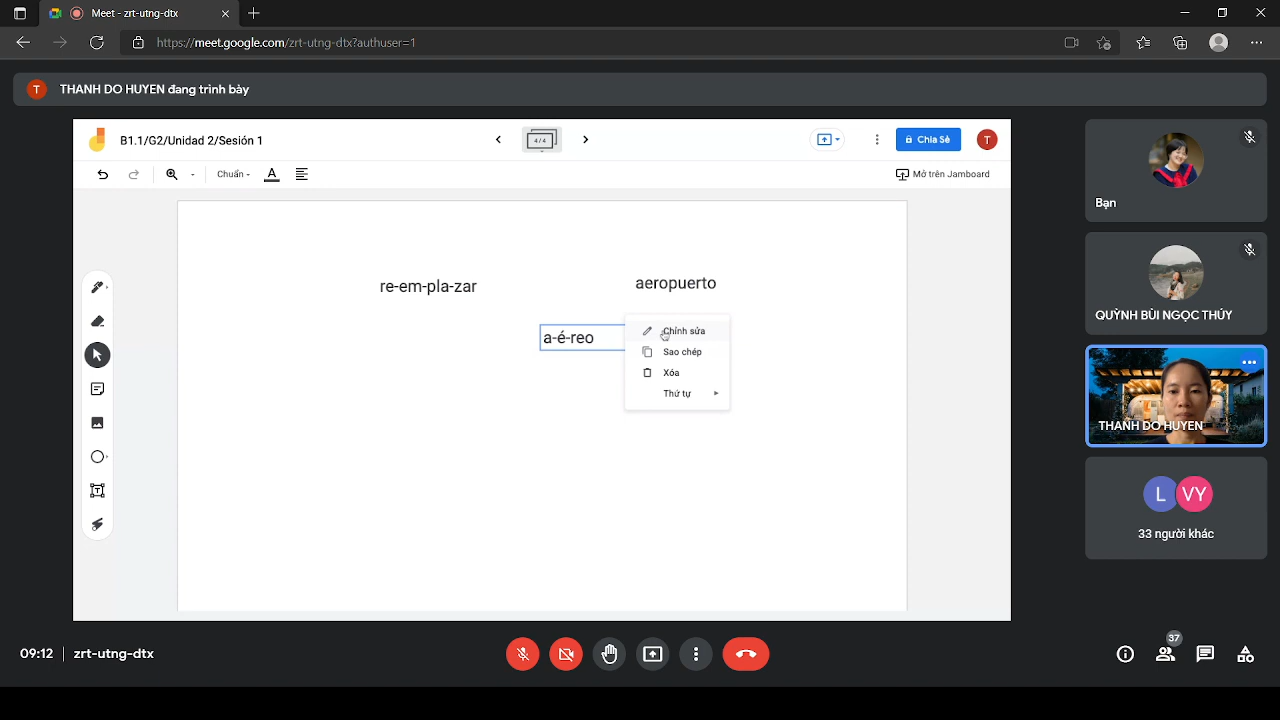 Meet - zrt-utng-dtx
https://meet.google.com/zrt-utng-dtx?authuser=1
T THANH DO HUYEN đang trình bày
B1.1/G2/Unidad 2/Sesión 1
4/4
Chia Sẻ
T
Chuẩn
A
Mở trên Jamboard
re-em-pla-zar
aeropuerto
a-é-reo
Chỉnh sửa
Sao chép
Xóa
Thứ tự
Bạn
QUỲNH BÙI NGỌC THÚY
THANH DO HUYEN
L VY
33 người khác
09:12 | zrt-utng-dtx
37